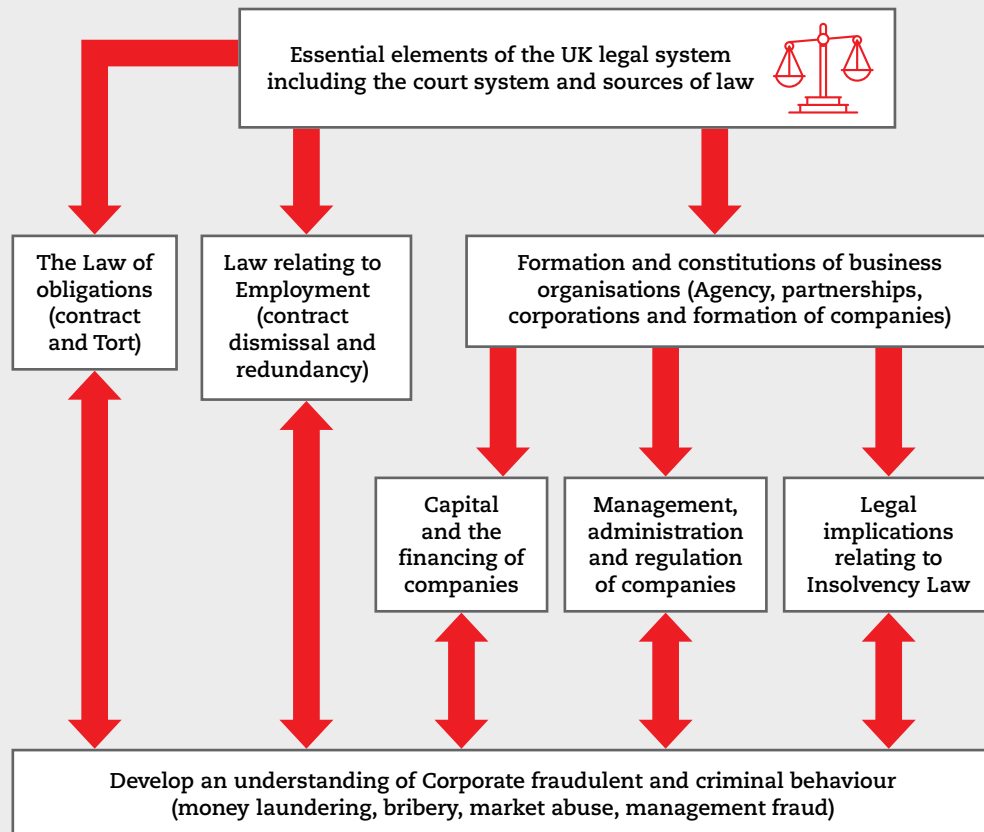 Essential elements of the UK legal system
including the court system and sources of law
The Law of
obligations
(contract
and Tort)
Law relating to
Employment
(contract
dismissal and
redundancy)
Formation and constitutions of business
organisations (Agency, partnerships,
corporations and formation of companies)
Capital
and the
financing of
companies
Management,
administration
and regulation
of companies
Legal
implications
relating to
Insolvency Law
Develop an understanding of Corporate fraudulent and criminal behaviour
(money laundering, bribery, market abuse, management fraud)